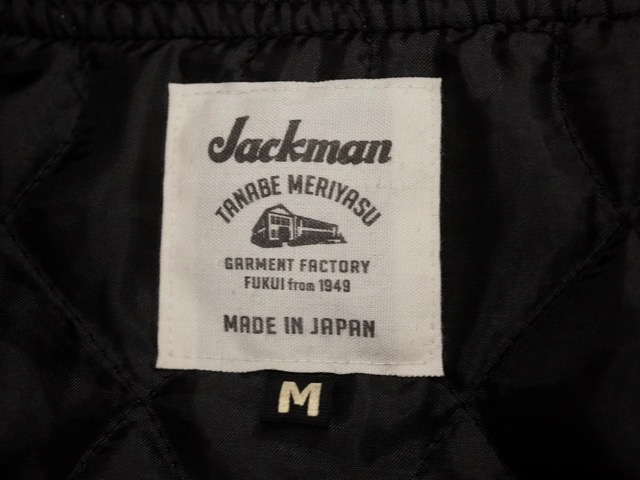 Jackman
TANABE MERIYASU
GARMENT FACTORY
FUKUI from 1949
MADE IN JAPAN
M